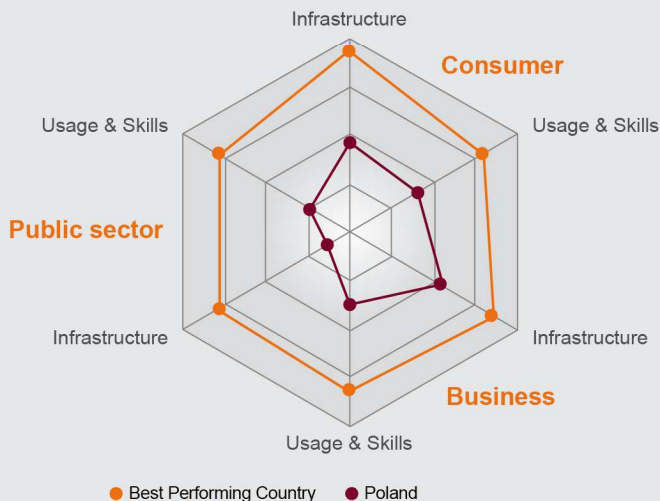 Infrastructure
Consumer
Usage & Skills
Usage & Skills
Public sector
Infrastructure
Infrastructure
Business
Usage & Skills
Best Performing Country
Poland